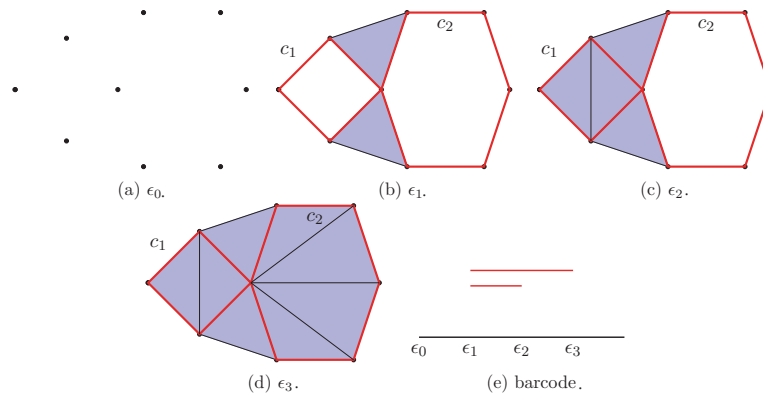 c₁
c₂
c₁
c₂
(a) ϵ₀.
(b) ϵ₁.
(c) ϵ₂.
c₁
c₂
ϵ₀ ϵ₁ ϵ₂ ϵ₃
(d) ϵ₃.
(e) barcode.